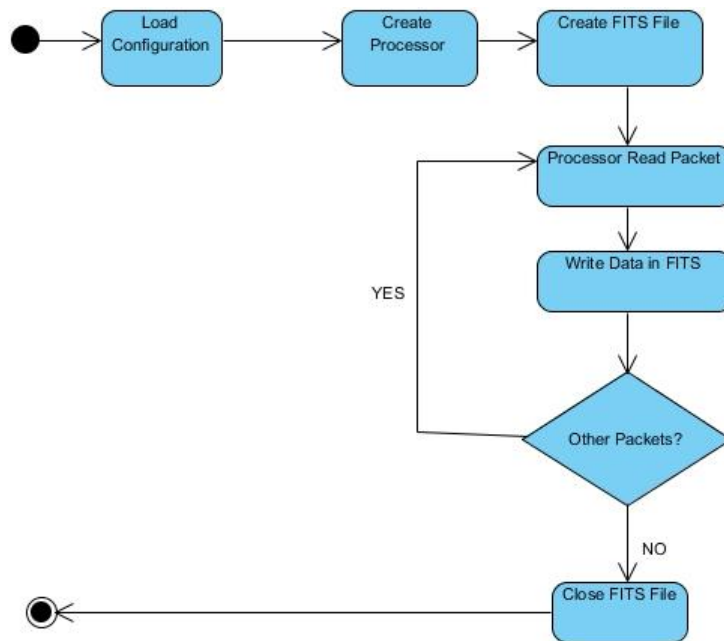 Load
Configuration
Create
Processor
Create FITS File
Processor Read Packet
Write Data in FITS
YES
Other Packets?
NO
Close FITS File